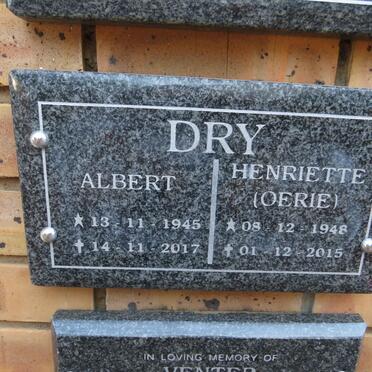 DRY
ALBERT
★ 13 - 11 - 1945
✝ 14 - 11 - 2017
HENRIETTE
(OERIE)
★ 08 - 12 - 1948
✝ 01 - 12 - 2015
IN LOVING MEMORY OF
VENTER